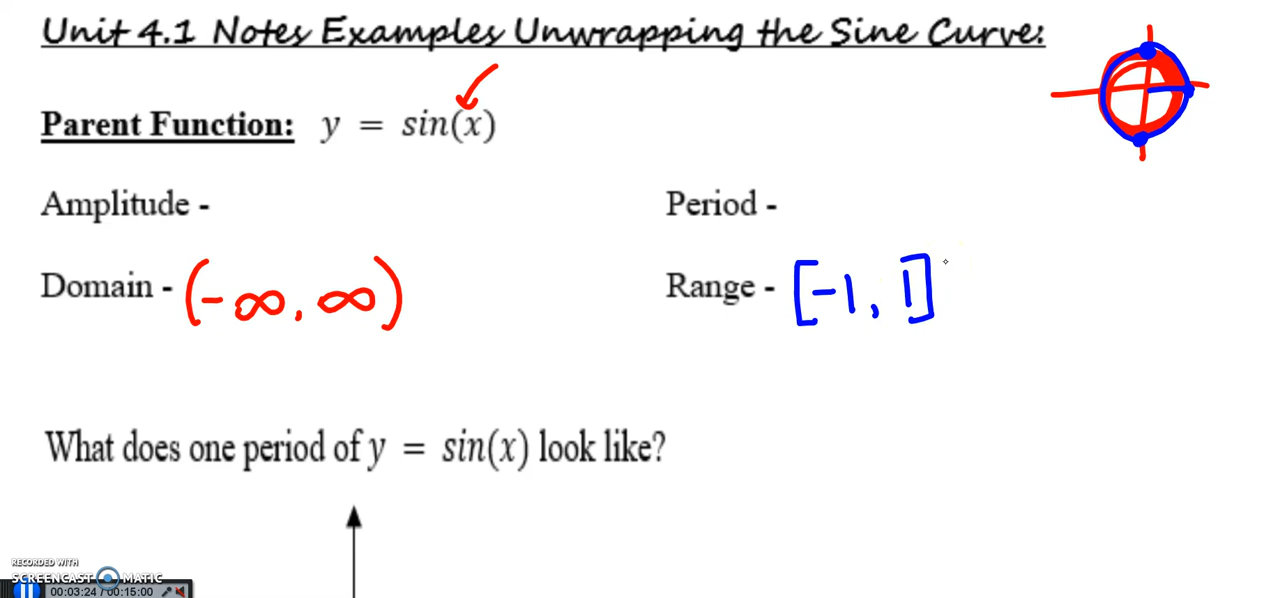 Unit 4.1 Notes Examples Unwrapping the Sine Curve:
Parent Function: y = sin(x)
Amplitude - Period -
Domain - (-∞, ∞) Range - [-1, 1]
What does one period of y = sin(x) look like?
RECORDED WITH
SCREENCAST MATIC
00:03:24 / 00:15:00